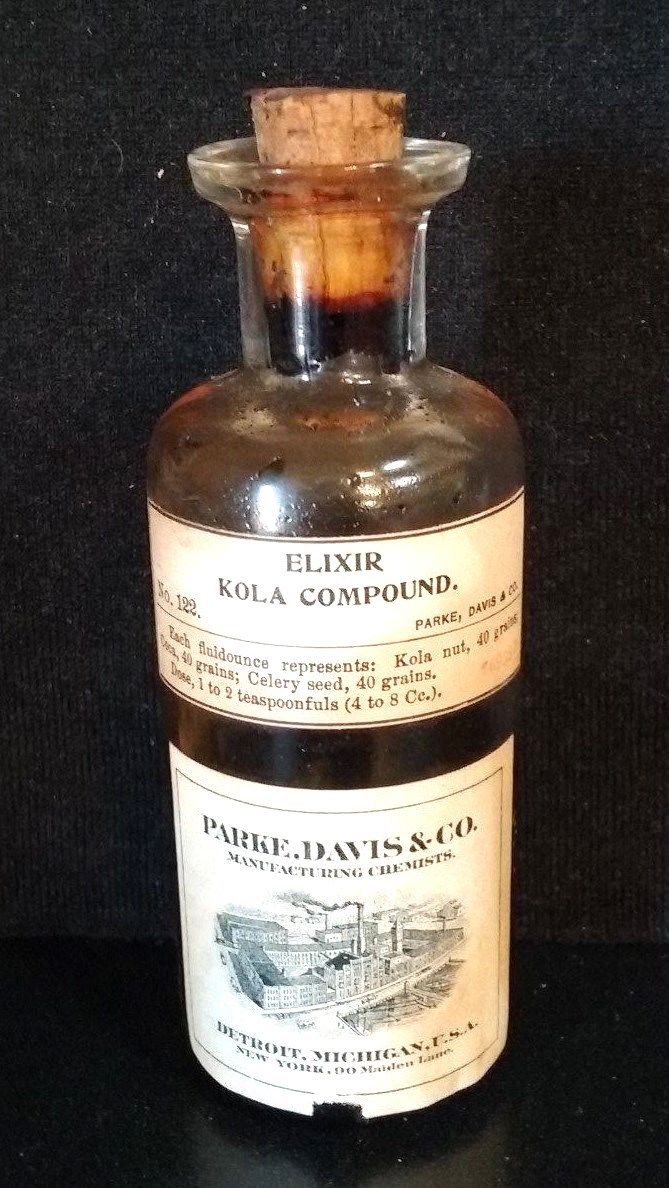 ELIXIR
KOLA COMPOUND.
No. 122.
PARKE, DAVIS & CO.
Each fluidounce represents: Kola nut, 40 grains;
Coca, 40 grains; Celery seed, 40 grains.
Dose, 1 to 2 teaspoonfuls (4 to 8 Cc.).
PARKE, DAVIS & CO.
MANUFACTURING CHEMISTS.
DETROIT, MICHIGAN, U.S.A.
NEW YORK, 90 Maiden Lane.